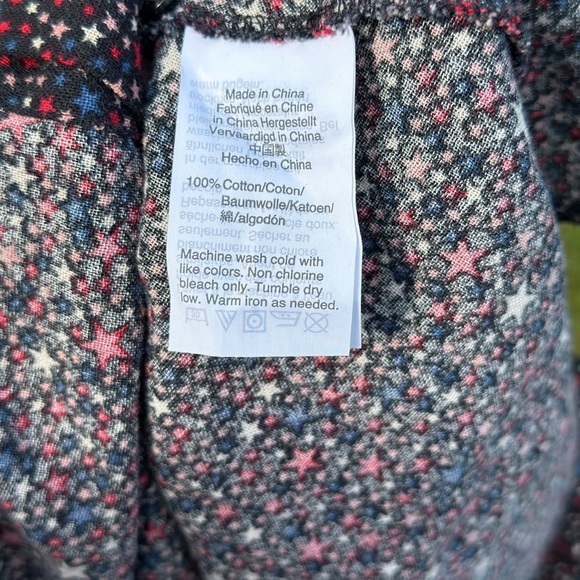 Made in China
Fabriqué en Chine
in China Hergestellt
Vervaardigd in China
中国製
Hecho en China
100% Cotton/Coton/
Baumwolle/Katoen/
綿/algodón
Machine wash cold with
like colors. Non chlorine
bleach only. Tumble dry
low. Warm iron as needed.